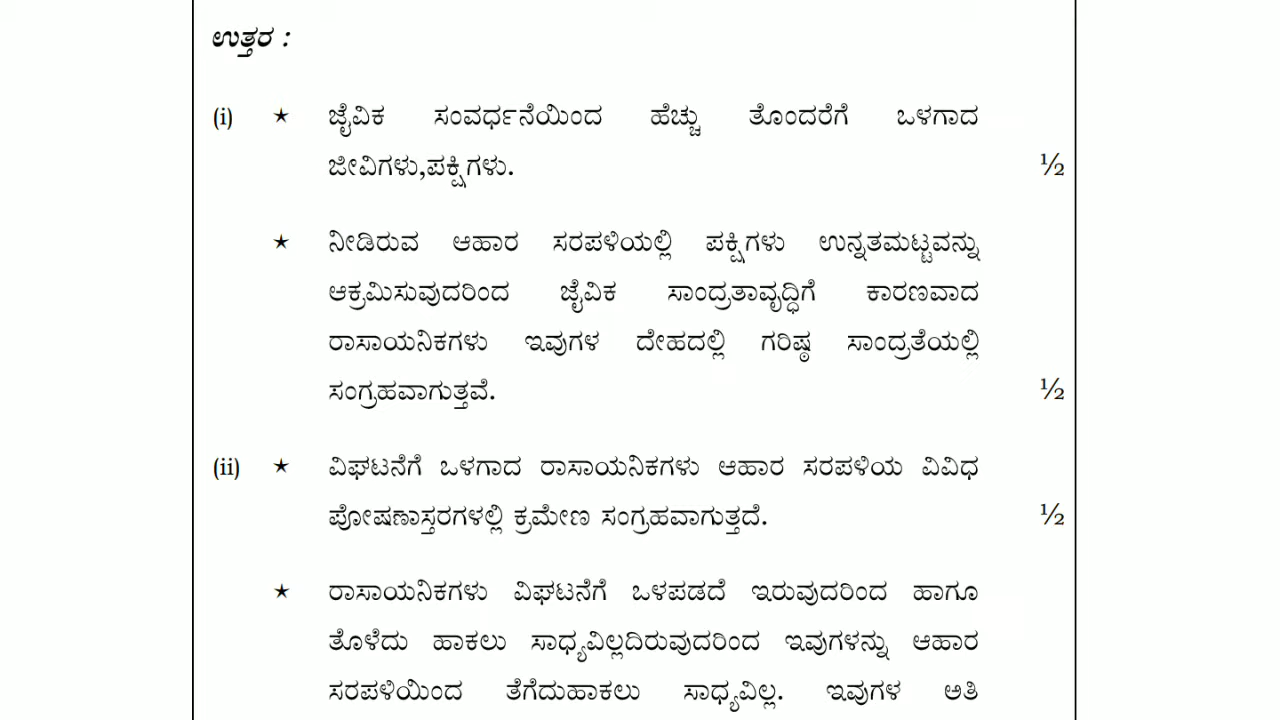 ಉತ್ತರ :
(i) ★ ಜೈವಿಕ ಸಂವರ್ಧನೆಯಿಂದ ಹೆಚ್ಚು ತೊಂದರೆಗೆ ಒಳಗಾದ
ಜೀವಿಗಳು,ಪಕ್ಷಿಗಳು. ½
★ ನೀಡಿರುವ ಆಹಾರ ಸರಪಳಿಯಲ್ಲಿ ಪಕ್ಷಿಗಳು ಉನ್ನತಮಟ್ಟವನ್ನು
ಆಕ್ರಮಿಸುವುದರಿಂದ ಜೈವಿಕ ಸಾಂದ್ರತಾವೃದ್ಧಿಗೆ ಕಾರಣವಾದ
ರಾಸಾಯನಿಕಗಳು ಇವುಗಳ ದೇಹದಲ್ಲಿ ಗರಿಷ್ಠ ಸಾಂದ್ರತೆಯಲ್ಲಿ
ಸಂಗ್ರಹವಾಗುತ್ತವೆ. ½
(ii) ★ ವಿಘಟನೆಗೆ ಒಳಗಾದ ರಾಸಾಯನಿಕಗಳು ಆಹಾರ ಸರಪಳಿಯ ವಿವಿಧ
ಪೋಷಣಾಸ್ತರಗಳಲ್ಲಿ ಕ್ರಮೇಣ ಸಂಗ್ರಹವಾಗುತ್ತದೆ. ½
★ ರಾಸಾಯನಿಕಗಳು ವಿಘಟನೆಗೆ ಒಳಪಡದೆ ಇರುವುದರಿಂದ ಹಾಗೂ
ತೊಳೆದು ಹಾಕಲು ಸಾಧ್ಯವಿಲ್ಲದಿರುವುದರಿಂದ ಇವುಗಳನ್ನು ಆಹಾರ
ಸರಪಳಿಯಿಂದ ತೆಗೆದುಹಾಕಲು ಸಾಧ್ಯವಿಲ್ಲ. ಇವುಗಳ ಅತಿ